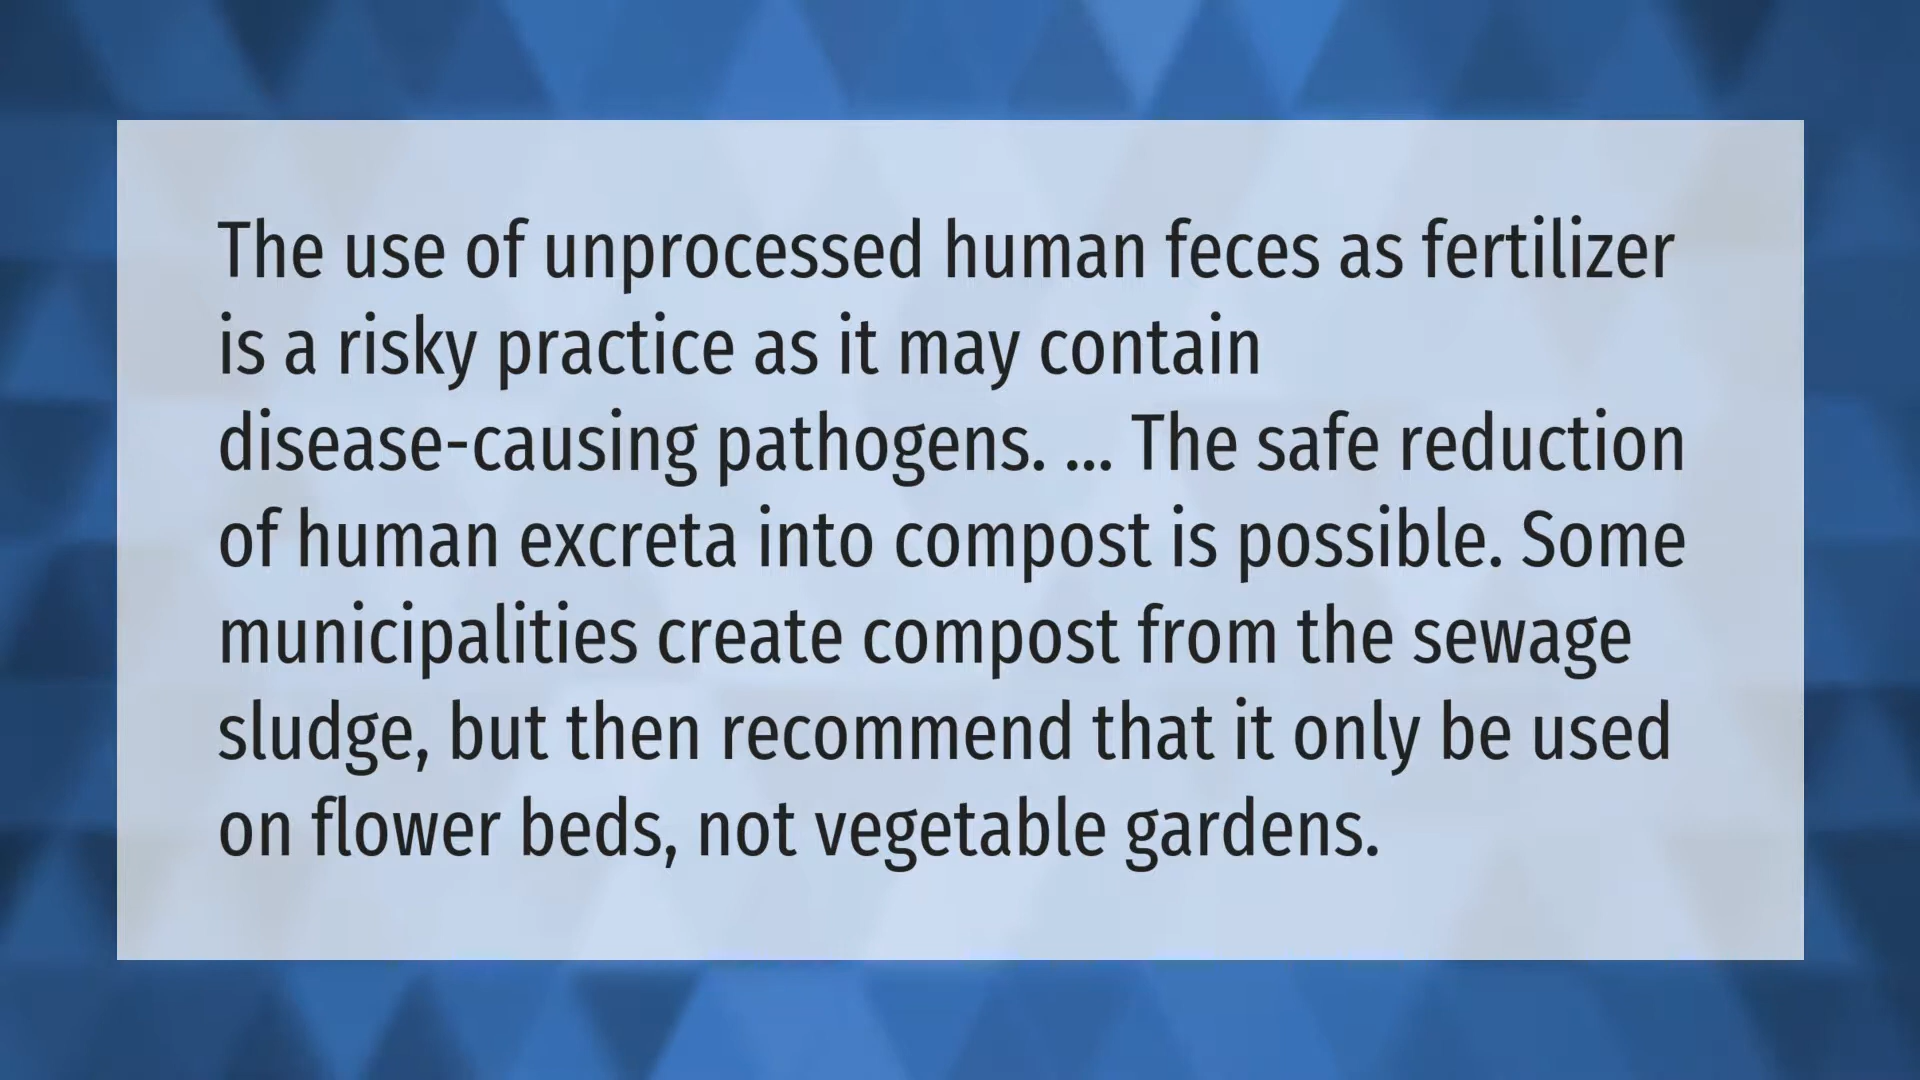 The use of unprocessed human feces as fertilizer
is a risky practice as it may contain
disease-causing pathogens. ... The safe reduction
of human excreta into compost is possible. Some
municipalities create compost from the sewage
sludge, but then recommend that it only be used
on flower beds, not vegetable gardens.